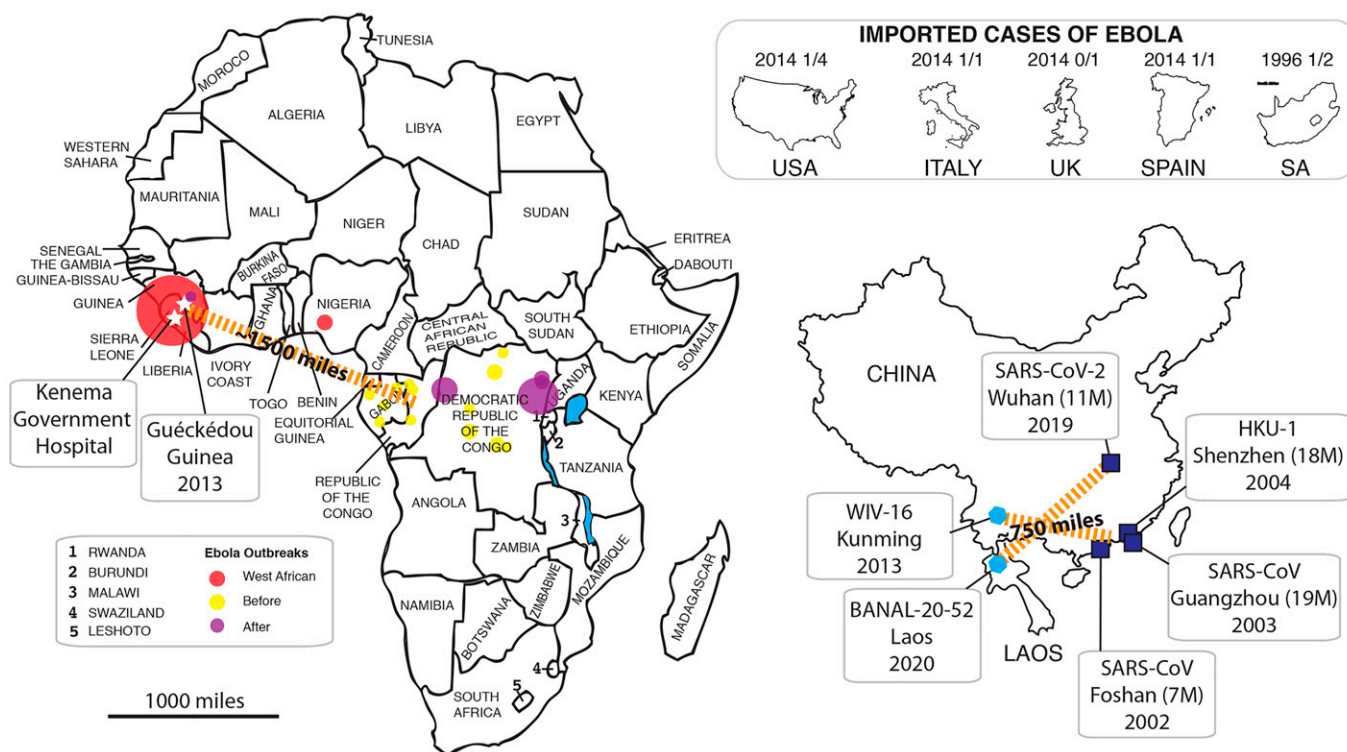 TUNESIA
MOROCO
ALGERIA
LIBYA
EGYPT
WESTERN
SAHARA
MAURITANIA
MALI
NIGER
CHAD
SUDAN
ERITREA
DABOUTI
SENEGAL
THE GAMBIA
GUINEA-BISSAU
GUINEA
BURKINA
FASO
GHANA
NIGERIA
CAMEROON
CENTRAL
AFRICAN
REPUBLIC
SOUTH
SUDAN
ETHIOPIA
SOMALIA
SIERRA
LEONE
LIBERIA
IVORY
COAST
TOGO
BENIN
~1500 miles
EQUITORIAL
GUINEA
GABON
REPUBLIC
OF THE
CONGO
DEMOCRATIC
REPUBLIC
OF THE
CONGO
UGANDA
KENYA
1
2
TANZANIA
ANGOLA
ZAMBIA
3
MOZAMBIQUE
ZIMBABWE
NAMIBIA
BOTSWANA
MADAGASCAR
4
5
SOUTH
AFRICA
Kenema
Government
Hospital
Guéckédou
Guinea
2013
1 RWANDA
2 BURUNDI
3 MALAWI
4 SWAZILAND
5 LESHOTO
Ebola Outbreaks
West African
Before
After
1000 miles
IMPORTED CASES OF EBOLA
2014 1/4
2014 1/1
2014 0/1
2014 1/1
1996 1/2
USA
ITALY
UK
SPAIN
SA
CHINA
SARS-CoV-2
Wuhan (11M)
2019
HKU-1
Shenzhen (18M)
2004
WIV-16
Kunming
2013
750 miles
BANAL-20-52
Laos
2020
LAOS
SARS-CoV
Guangzhou (19M)
2003
SARS-CoV
Foshan (7M)
2002